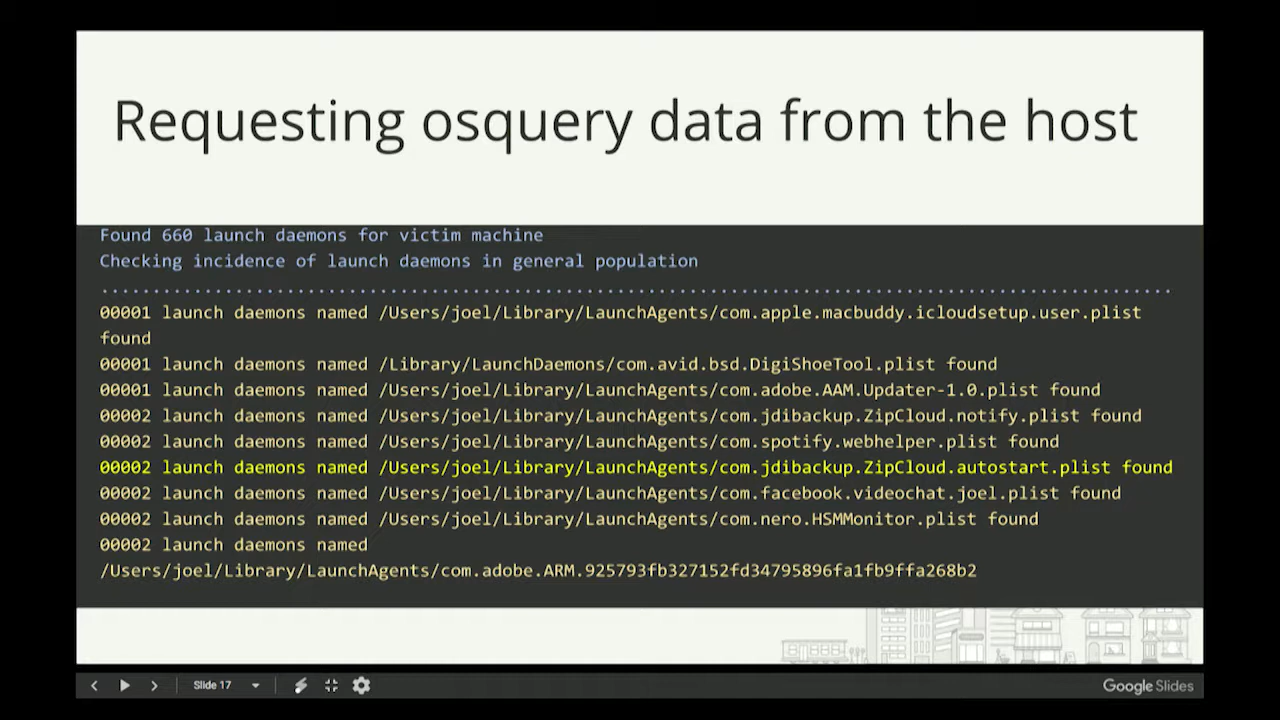 Requesting osquery data from the host
Found 660 launch daemons for victim machine
Checking incidence of launch daemons in general population
........................................................................................................
00001 launch daemons named /Users/joel/Library/LaunchAgents/com.apple.macbuddy.icloudsetup.user.plist
found
00001 launch daemons named /Library/LaunchDaemons/com.avid.bsd.DigiShoeTool.plist found
00001 launch daemons named /Users/joel/Library/LaunchAgents/com.adobe.AAM.Updater-1.0.plist found
00002 launch daemons named /Users/joel/Library/LaunchAgents/com.jdibackup.ZipCloud.notify.plist found
00002 launch daemons named /Users/joel/Library/LaunchAgents/com.spotify.webhelper.plist found
00002 launch daemons named /Users/joel/Library/LaunchAgents/com.jdibackup.ZipCloud.autostart.plist found
00002 launch daemons named /Users/joel/Library/LaunchAgents/com.facebook.videochat.joel.plist found
00002 launch daemons named /Users/joel/Library/LaunchAgents/com.nero.HSMMonitor.plist found
00002 launch daemons named
/Users/joel/Library/LaunchAgents/com.adobe.ARM.925793fb327152fd34795896fa1fb9ffa268b2
Slide 17
Google Slides